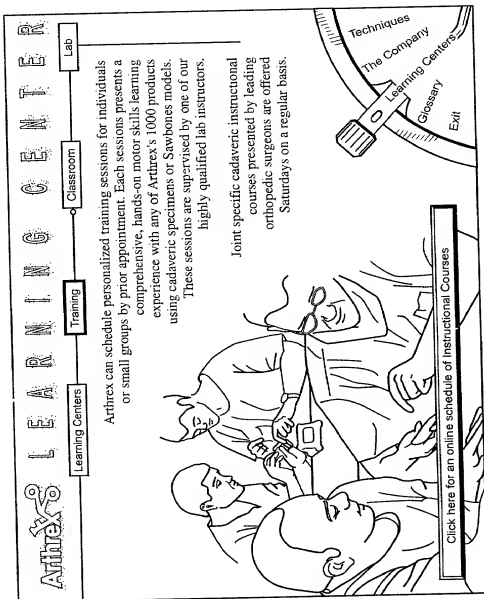 Arthrex LEARNING CENTER
Learning Centers
Training
Classroom
Lab
Arthrex can schedule personalized training sessions for individuals
or small groups by prior appointment. Each sessions presents a
comprehensive, hands-on motor skills learning
experience with any of Arthrex's 1000 products
using cadaveric specimens or Sawbones models.
These sessions are supervised by one of our
highly qualified lab instructors.
Joint specific cadaveric instructional
courses presented by leading
orthopedic surgeons are offered
Saturdays on a regular basis.
Techniques
The Company
Learning Centers
Glossary
Exit
Click here for an online schedule of Instructional Courses